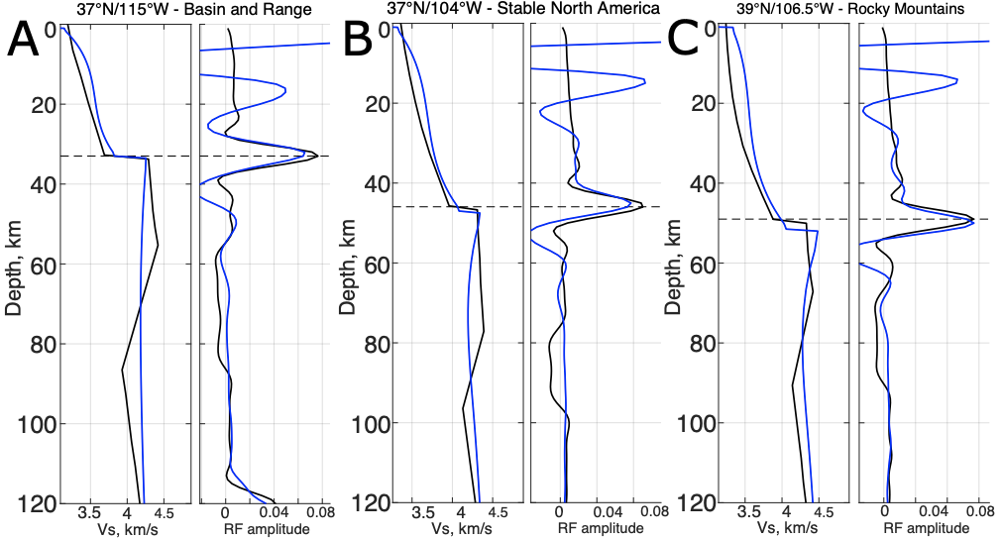 A
37°N/115°W - Basin and Range
B
37°N/104°W - Stable North America
C
39°N/106.5°W - Rocky Mountains
0
20
40
60
80
100
120
Depth, km
3.5 4 4.5
Vs, km/s
0 0.04 0.08
RF amplitude
0
20
40
60
80
100
120
Depth, km
3.5 4 4.5
Vs, km/s
0 0.04 0.08
RF amplitude
0
20
40
60
80
100
120
Depth, km
3.5 4 4.5
Vs, km/s
0 0.04 0.08
RF amplitude